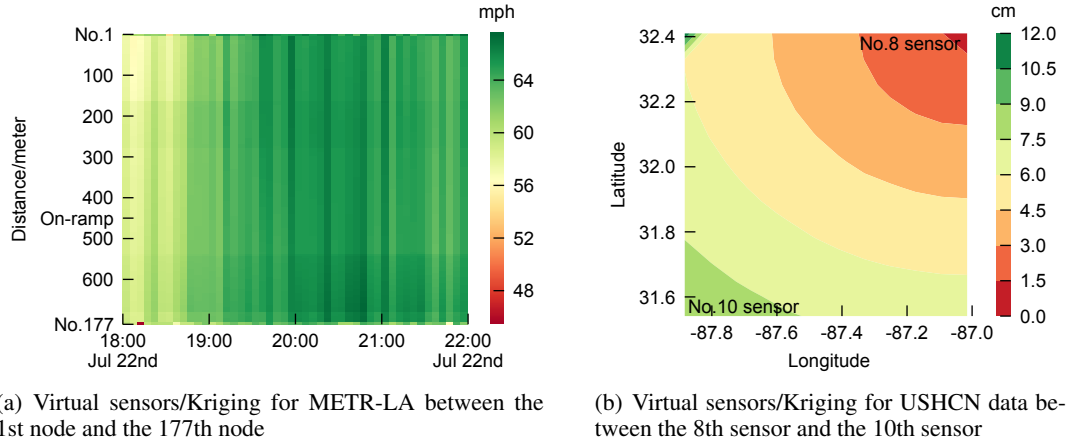 mph
No.1
100
200
300
400
On-ramp
500
600
No.177
Distance/meter
18:00
Jul 22nd
19:00
20:00
21:00
22:00
Jul 22nd
64
60
56
52
48
cm
32.4
32.2
32.0
31.8
31.6
Latitude
No.8 sensor
No.10 sensor
-87.8
-87.6
-87.4
-87.2
-87.0
Longitude
12.0
10.5
9.0
7.5
6.0
4.5
3.0
1.5
0.0
(a) Virtual sensors/Kriging for METR-LA between the
1st node and the 177th node
(b) Virtual sensors/Kriging for USHCN data be-
tween the 8th sensor and the 10th sensor